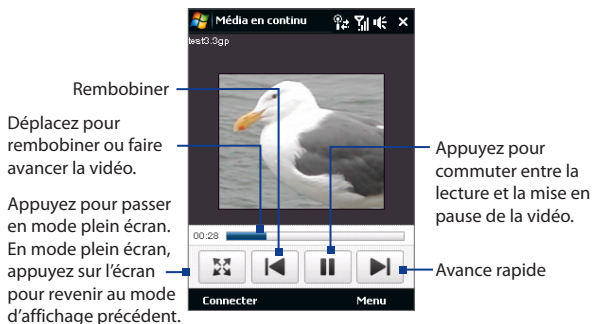 Média en continu
test3.3gp
Rembobiner
Déplacez pour
rembobiner ou faire
avancer la vidéo.
Appuyez pour passer
en mode plein écran.
En mode plein écran,
appuyez sur l'écran
pour revenir au mode
d'affichage précédent.
Appuyez pour
commuter entre la
lecture et la mise en
pause de la vidéo.
00:28
Avance rapide
Connecter
Menu